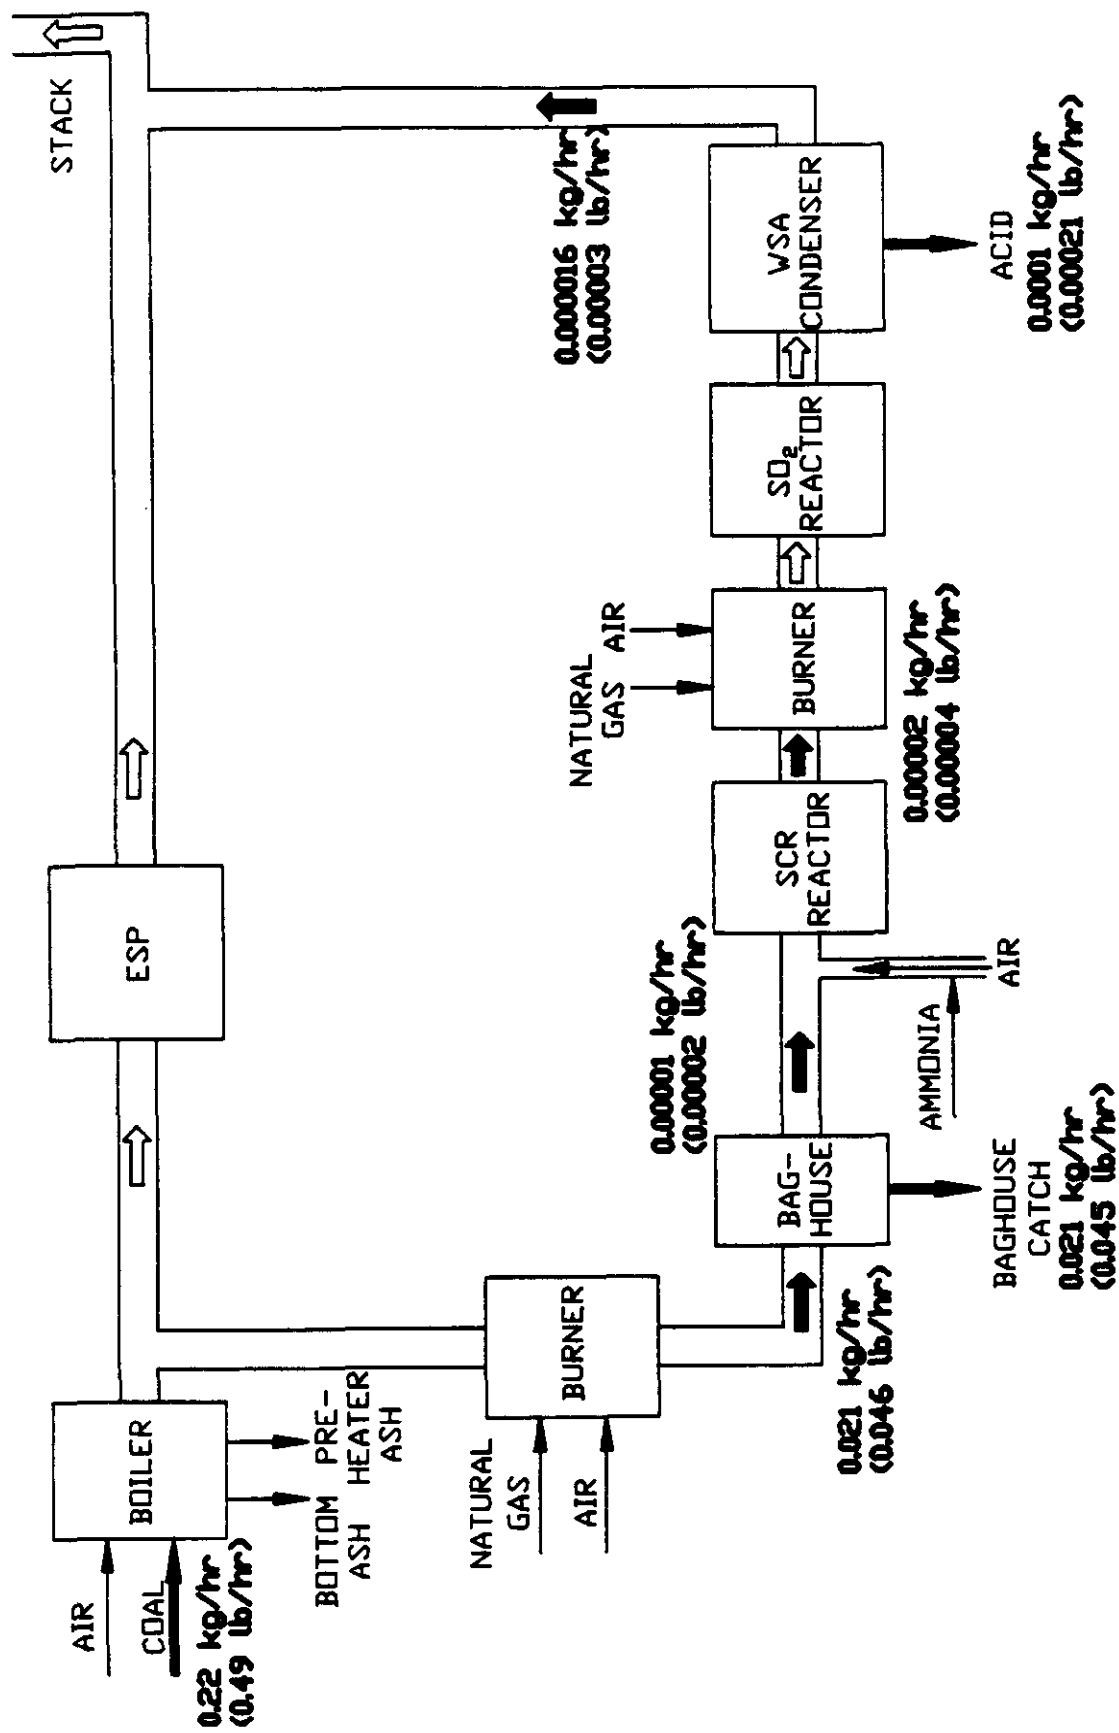 AIR
COAL
0.22 kg/hr
(0.49 lb/hr)
BOILER
BOTTOM
ASH
PRE-
HEATER
ASH
ESP
STACK
NATURAL
GAS
AIR
BURNER
0.021 kg/hr
(0.046 lb/hr)
BAG-
HOUSE
BAGHOUSE
CATCH
0.021 kg/hr
(0.045 lb/hr)
0.00001 kg/hr
(0.00002 lb/hr)
AMMONIA
AIR
SCR
REACTOR
0.00002 kg/hr
(0.00004 lb/hr)
NATURAL
GAS
AIR
BURNER
SO₂
REACTOR
WSA
CONDENSER
0.000016 kg/hr
(0.00003 lb/hr)
ACID
0.0001 kg/hr
(0.00021 lb/hr)